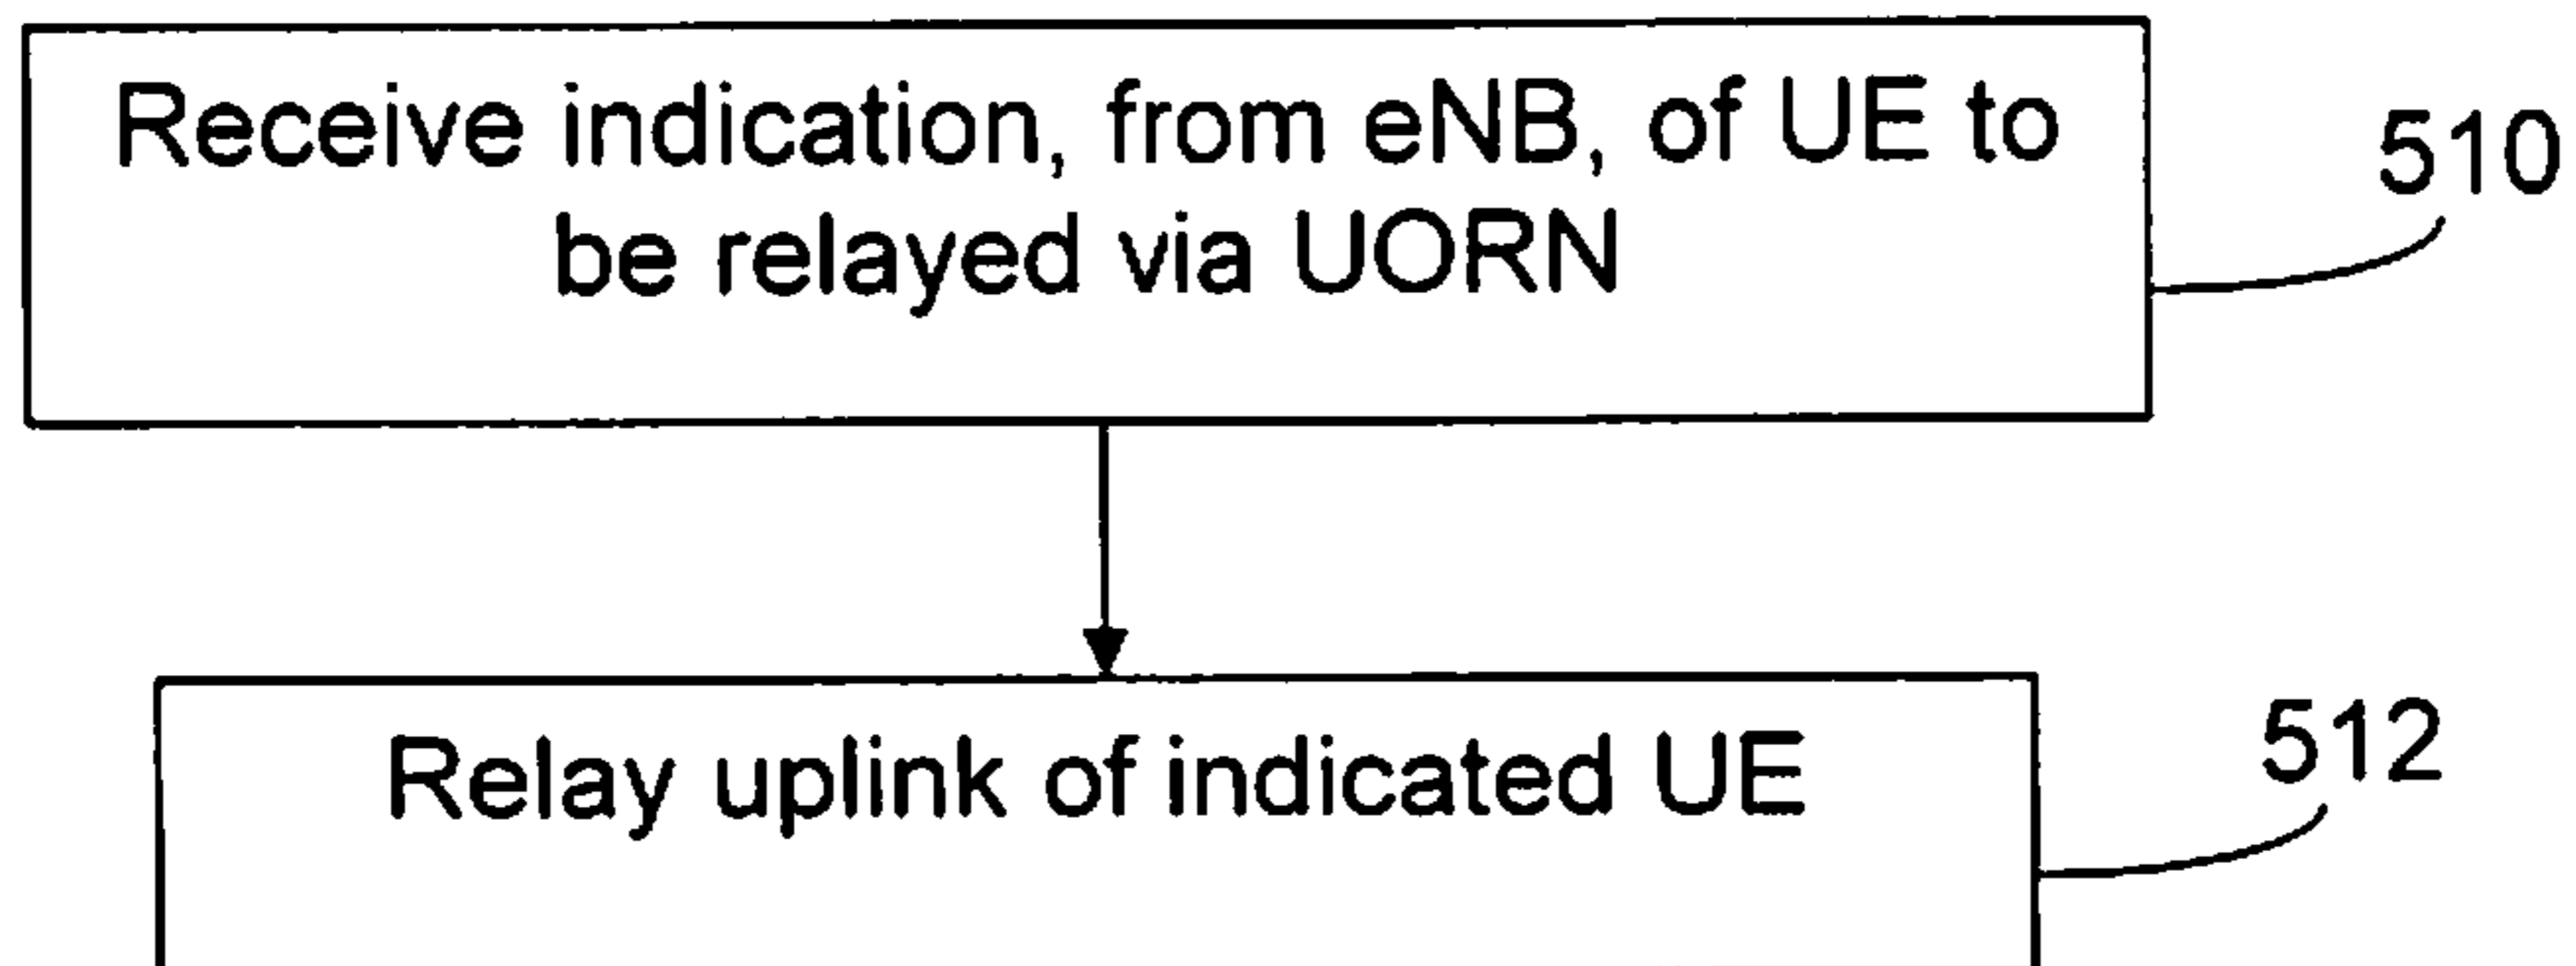 Receive indication, from eNB, of UE to
be relayed via UORN
510
Relay uplink of indicated UE
512